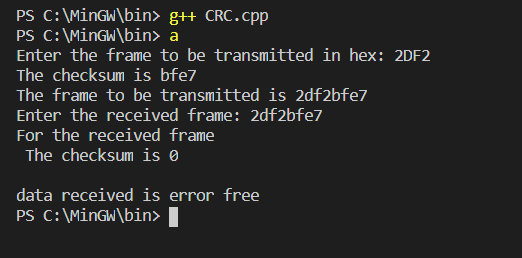 PS C:\MinGW\bin> g++ CRC.cpp
PS C:\MinGW\bin> a
Enter the frame to be transmitted in hex: 2DF2
The checksum is bfe7
The frame to be transmitted is 2df2bfe7
Enter the received frame: 2df2bfe7
For the received frame
 The checksum is 0

data received is error free
PS C:\MinGW\bin>